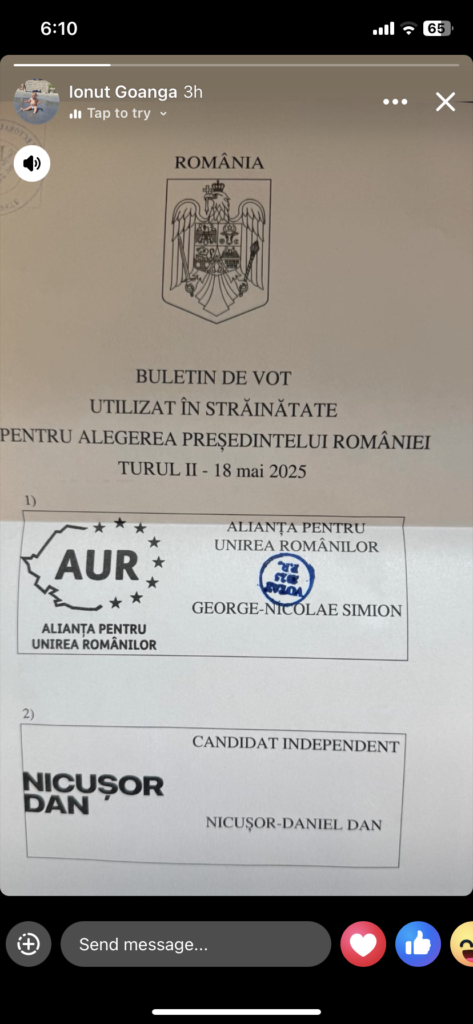 6:10
65
Ionut Goanga 3h
Tap to try
ROMÂNIA
BULETIN DE VOT
UTILIZAT ÎN STRĂINĂTATE
PENTRU ALEGEREA PREȘEDINTELUI ROMÂNIEI
TURUL II - 18 mai 2025
1)
AUR
ALIANȚA PENTRU
UNIREA ROMÂNILOR
ALIANȚA PENTRU
UNIREA ROMÂNILOR
VOTAT
GEORGE-NICOLAE SIMION
2)
NICUȘOR
DAN
CANDIDAT INDEPENDENT
NICUȘOR-DANIEL DAN
Send message...